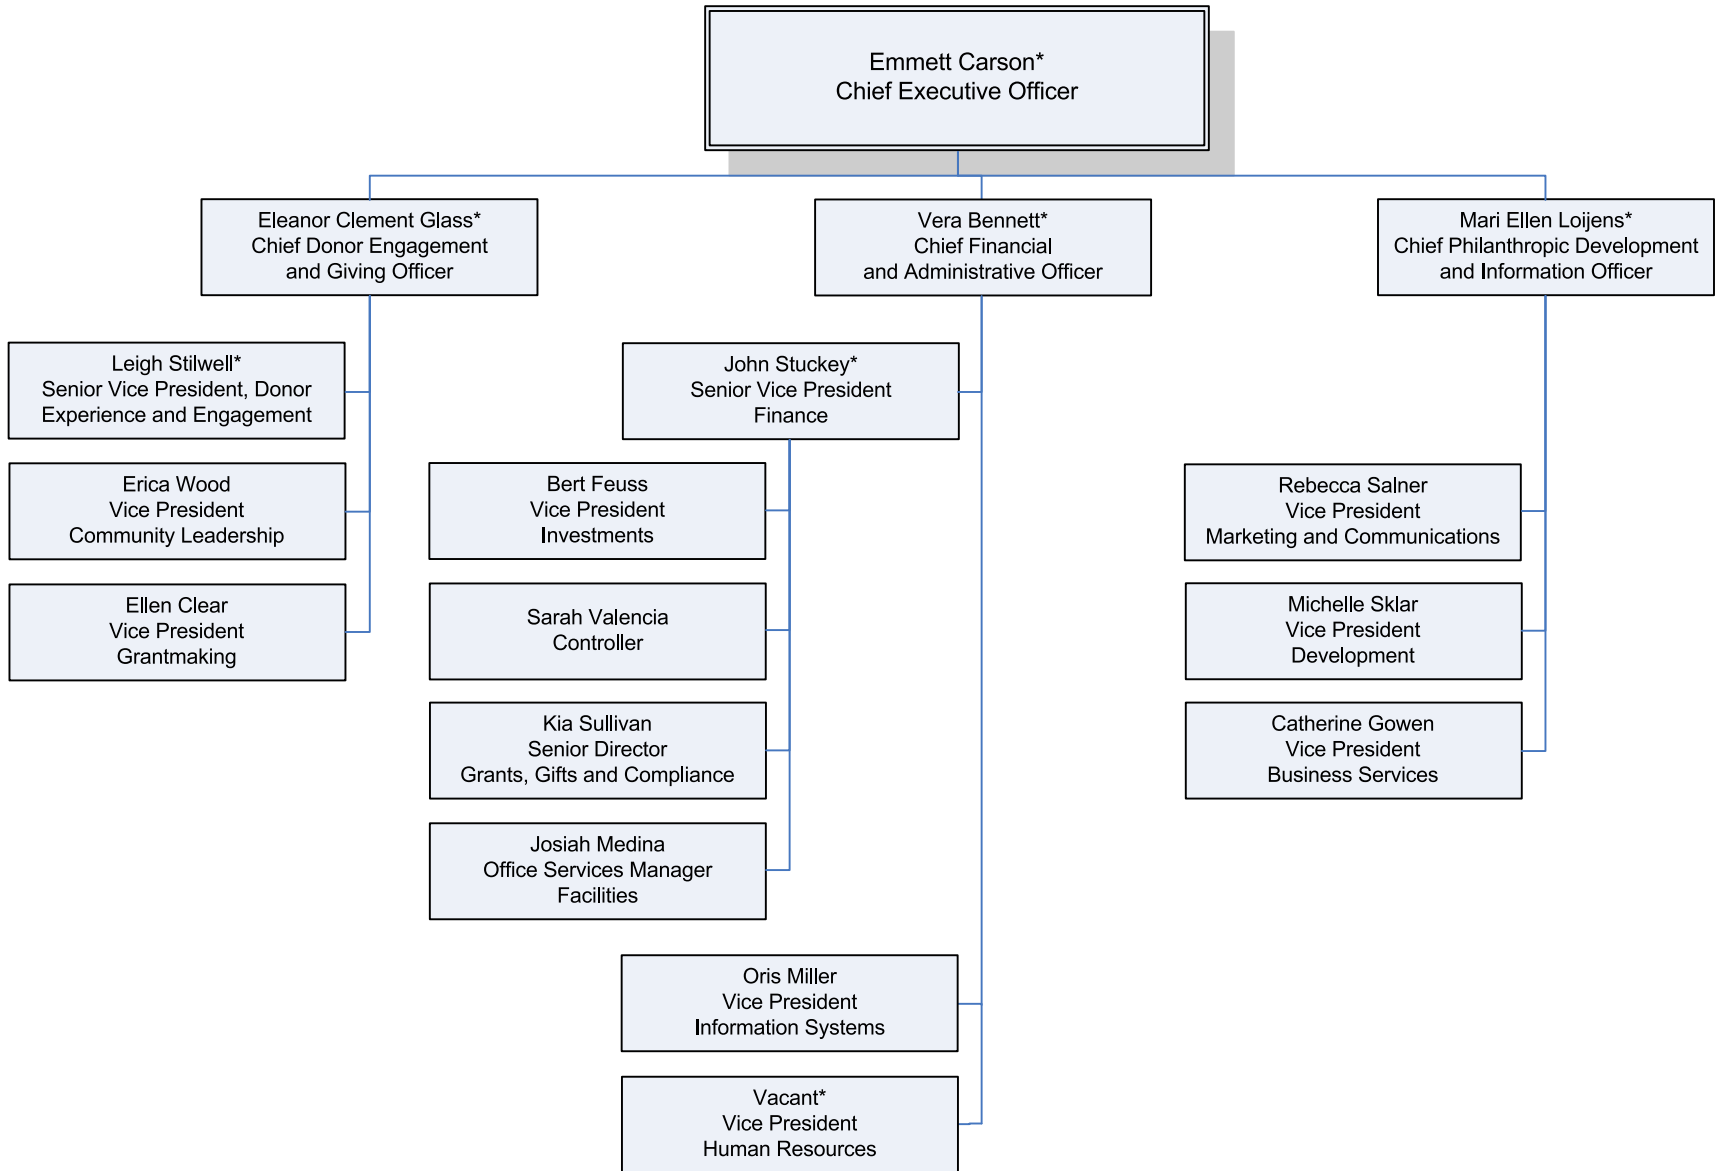 Emmett Carson*
Chief Executive Officer
Eleanor Clement Glass*
Chief Donor Engagement
and Giving Officer
Vera Bennett*
Chief Financial
and Administrative Officer
Mari Ellen Loijens*
Chief Philanthropic Development
and Information Officer
Leigh Stilwell*
Senior Vice President, Donor
Experience and Engagement
Erica Wood
Vice President
Community Leadership
Ellen Clear
Vice President
Grantmaking
John Stuckey*
Senior Vice President
Finance
Bert Feuss
Vice President
Investments
Sarah Valencia
Controller
Kia Sullivan
Senior Director
Grants, Gifts and Compliance
Josiah Medina
Office Services Manager
Facilities
Oris Miller
Vice President
Information Systems
Vacant*
Vice President
Human Resources
Rebecca Salner
Vice President
Marketing and Communications
Michelle Sklar
Vice President
Development
Catherine Gowen
Vice President
Business Services